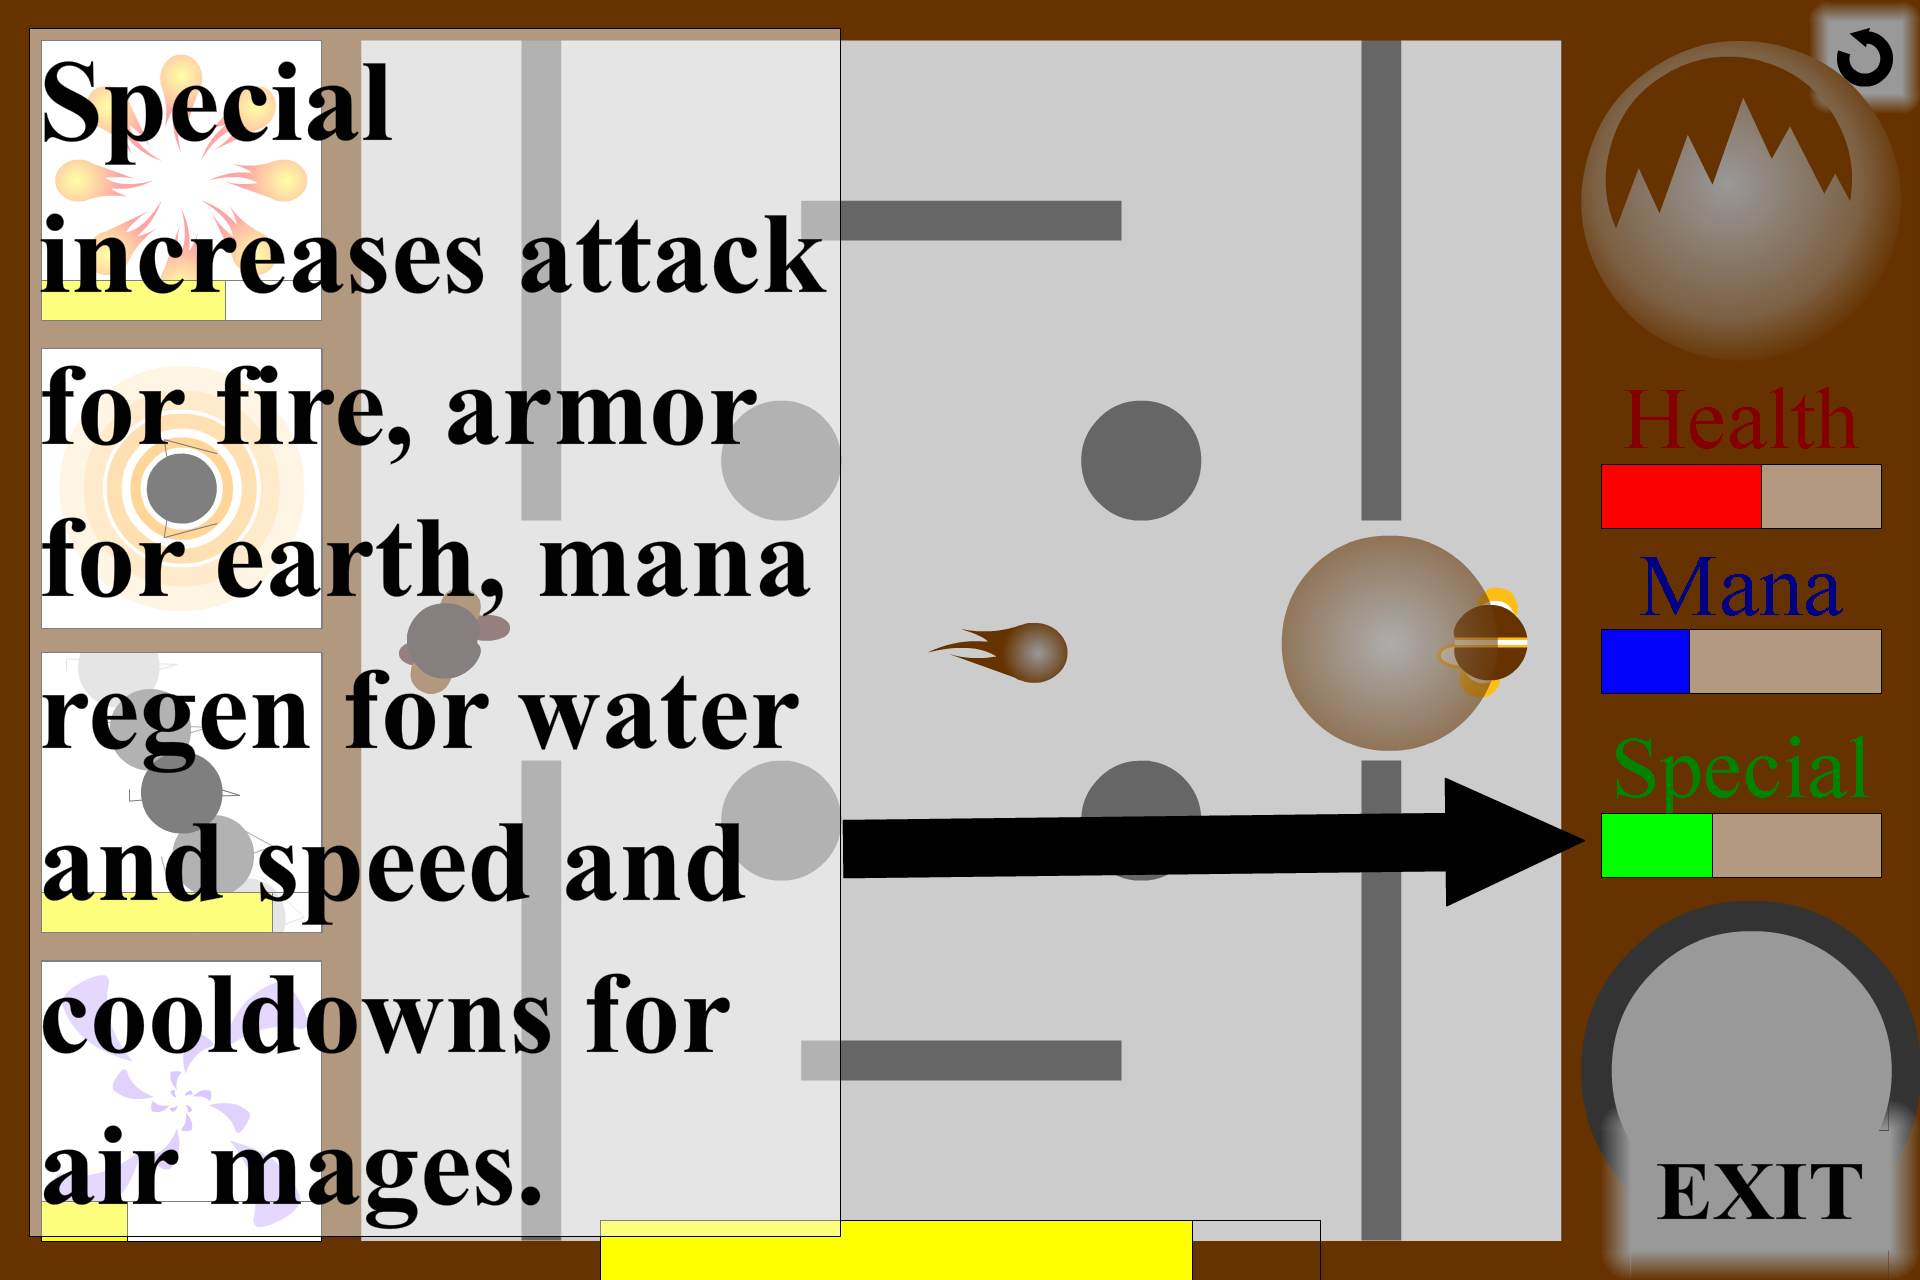 Special
increases attack
for fire, armor
for earth, mana
regen for water
and speed and
cooldowns for
air mages.
Health
Mana
Special
EXIT